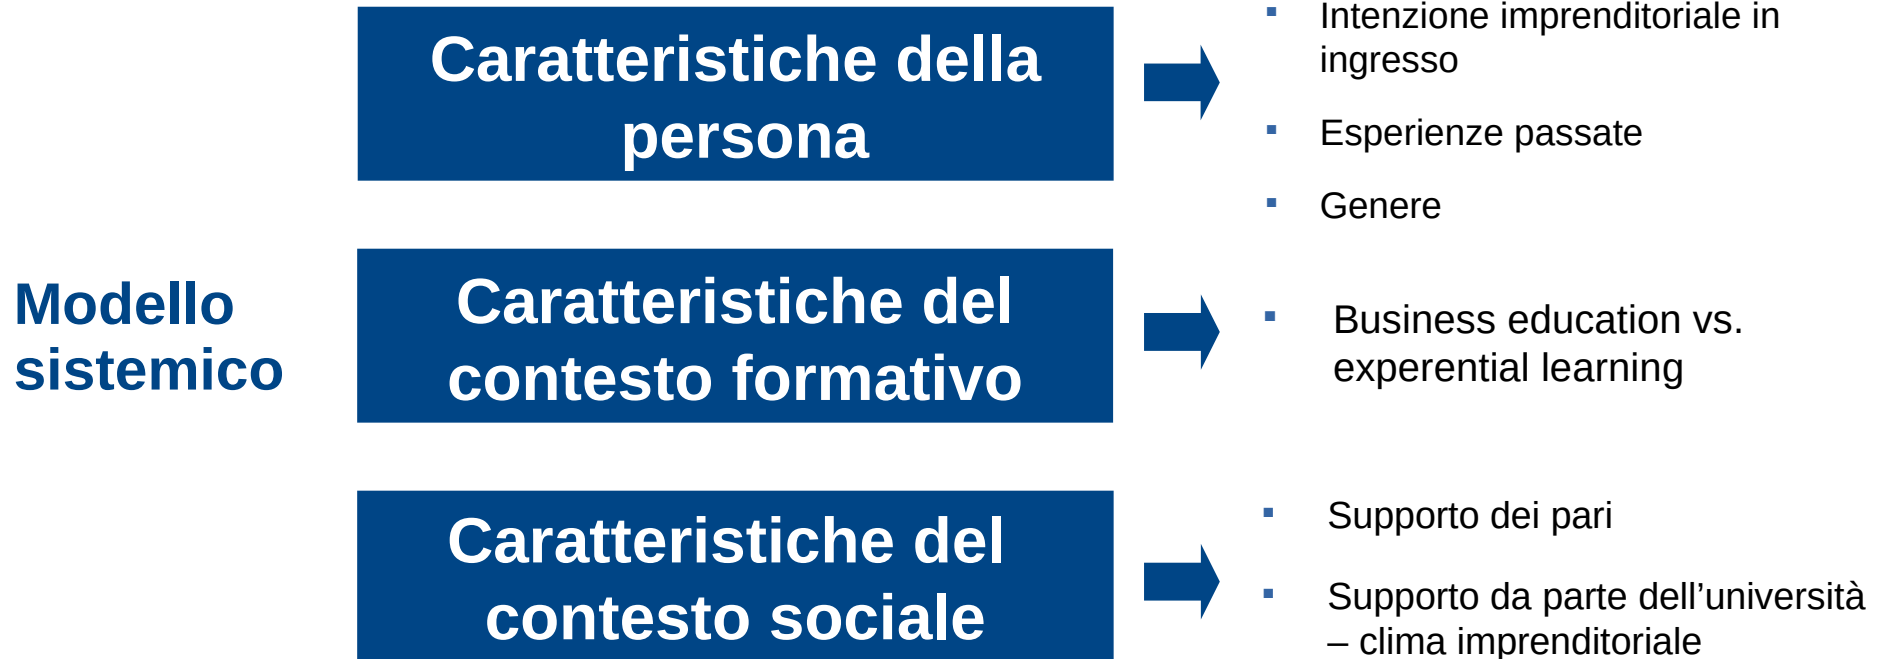 Modello
sistemico
Caratteristiche della
persona
Intenzione imprenditoriale in
ingresso
Esperienze passate
Genere
Caratteristiche del
contesto formativo
Business education vs.
experential learning
Caratteristiche del
contesto sociale
Supporto dei pari
Supporto da parte dell’università
– clima imprenditoriale